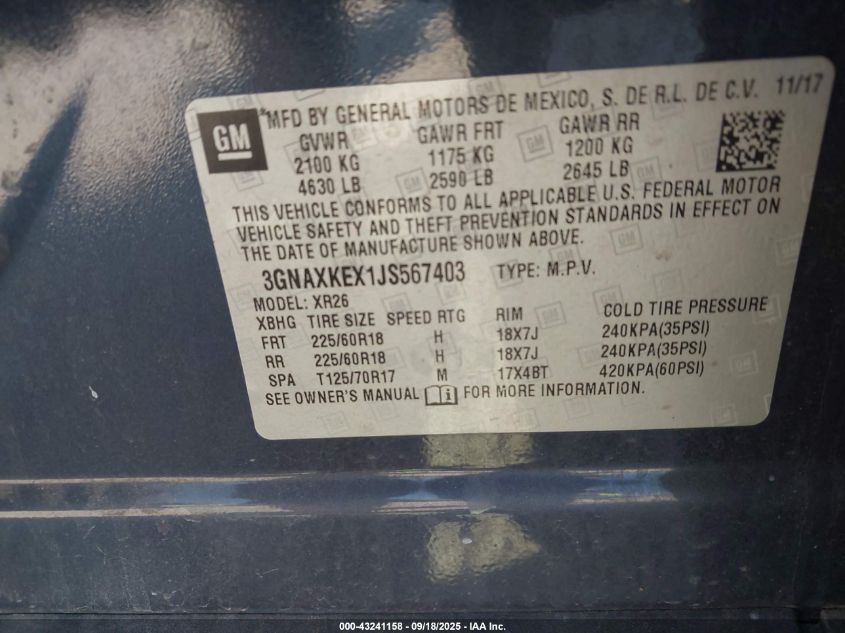 GM
*MFD BY GENERAL MOTORS DE MEXICO, S. DE R.L. DE C.V. 11/17
GVWR GAWR FRT GAWR RR
2100 KG 1175 KG 1200 KG
4630 LB 2590 LB 2645 LB
THIS VEHICLE CONFORMS TO ALL APPLICABLE U.S. FEDERAL MOTOR
VEHICLE SAFETY AND THEFT PREVENTION STANDARDS IN EFFECT ON
THE DATE OF MANUFACTURE SHOWN ABOVE.
3GNAXKEX1JS567403 TYPE: M.P.V.
MODEL: XR26
XBHG TIRE SIZE SPEED RTG RIM COLD TIRE PRESSURE
FRT 225/60R18 H 18X7J 240KPA(35PSI)
RR 225/60R18 H 18X7J 240KPA(35PSI)
SPA T125/70R17 M 17X4BT 420KPA(60PSI)
SEE OWNER'S MANUAL FOR MORE INFORMATION.
000-43241158 - 09/18/2025 - IAA Inc.